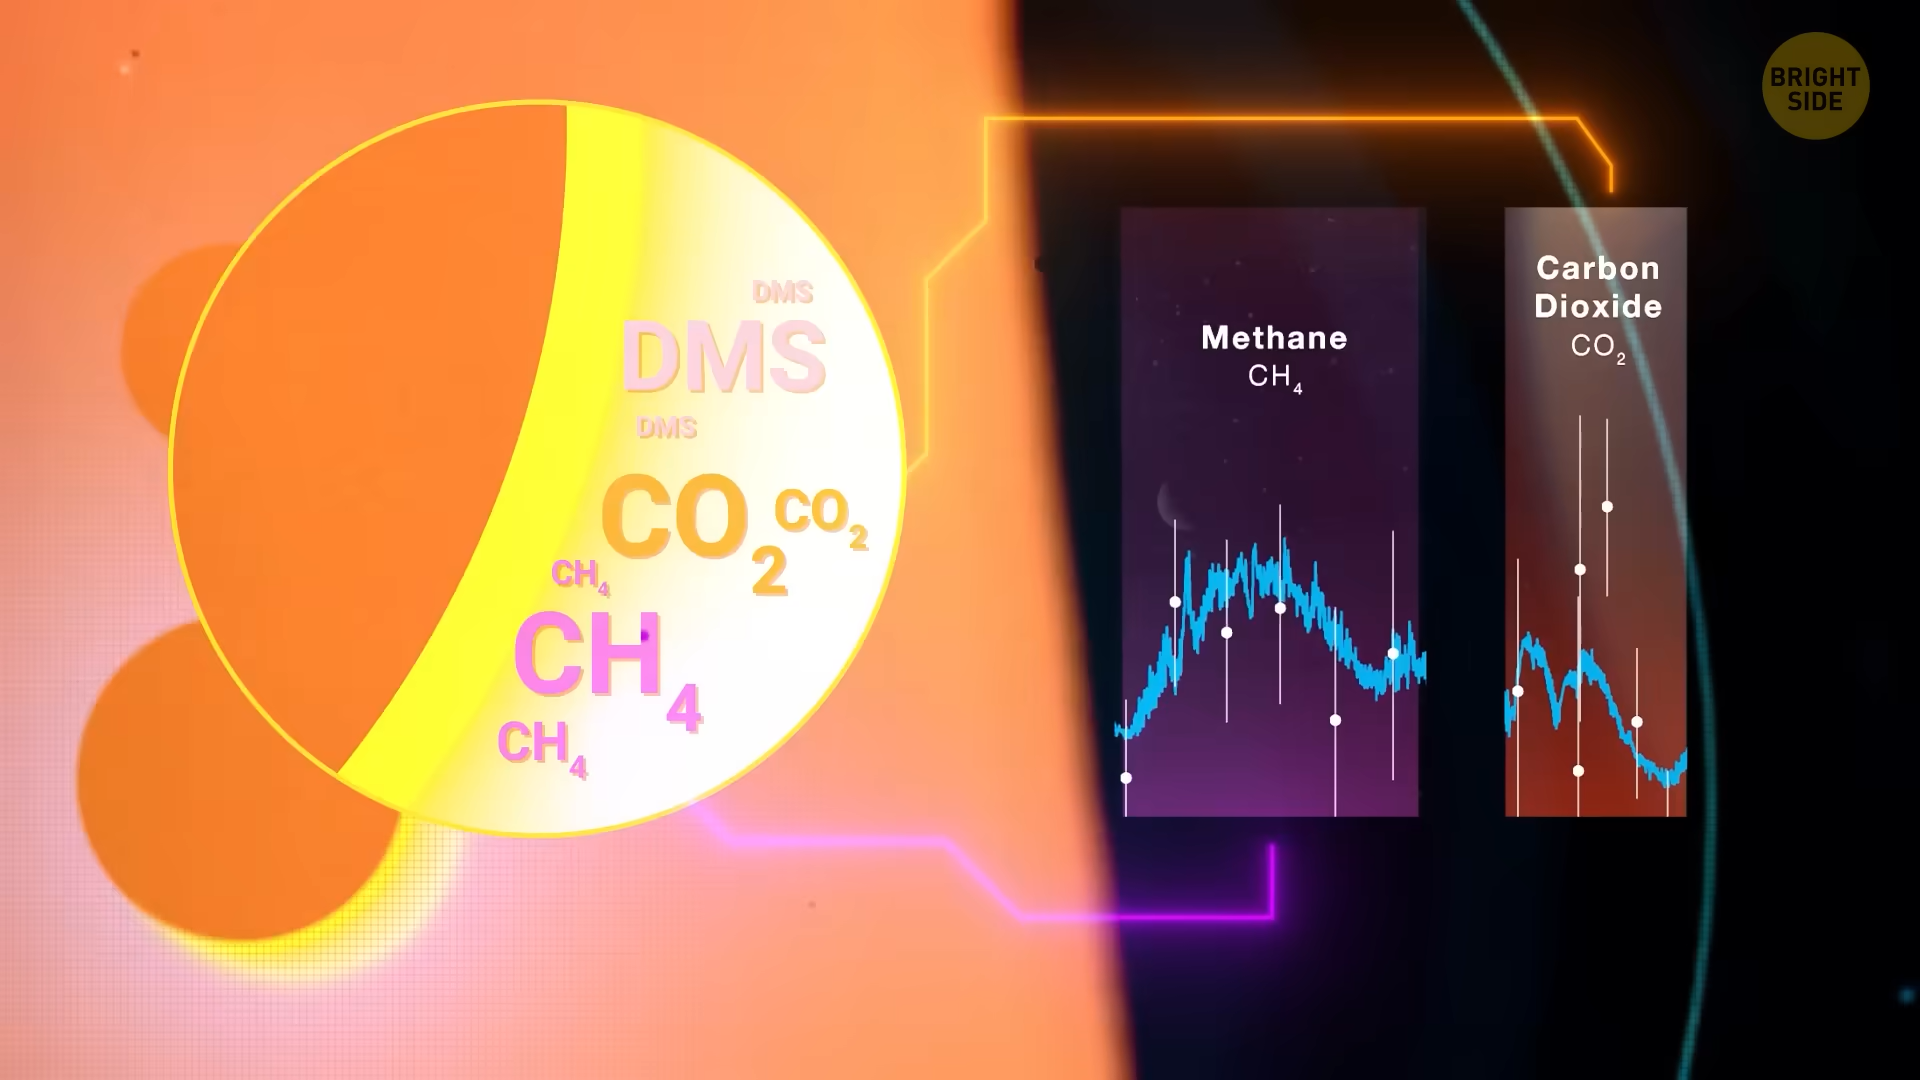 BRIGHT
SIDE
DMS
DMS
DMS
CO₂ CO₂
CH₄
CH₄
CH₄
Methane
CH₄
Carbon
Dioxide
CO₂